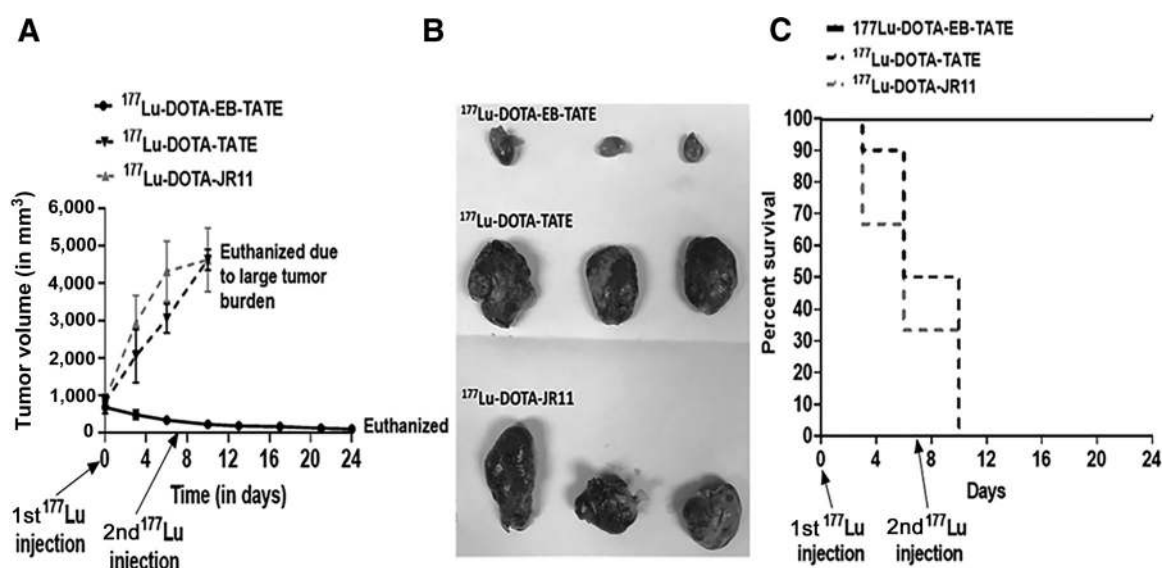 A
¹⁷⁷Lu-DOTA-EB-TATE
¹⁷⁷Lu-DOTA-TATE
¹⁷⁷Lu-DOTA-JR11
Tumor volume (in mm³)
6,000
5,000
4,000
3,000
2,000
1,000
0
Euthanized due
to large tumor
burden
Euthanized
0 4 8 12 16 20 24
Time (in days)
1st ¹⁷⁷Lu
injection
2nd ¹⁷⁷Lu
injection
B
¹⁷⁷Lu-DOTA-EB-TATE
¹⁷⁷Lu-DOTA-TATE
¹⁷⁷Lu-DOTA-JR11
C
177Lu-DOTA-EB-TATE
¹⁷⁷Lu-DOTA-TATE
¹⁷⁷Lu-DOTA-JR11
Percent survival
100
90
80
70
60
50
40
30
20
10
0
0 4 8 12 16 20 24
Days
1st ¹⁷⁷Lu
injection
2nd ¹⁷⁷Lu
injection